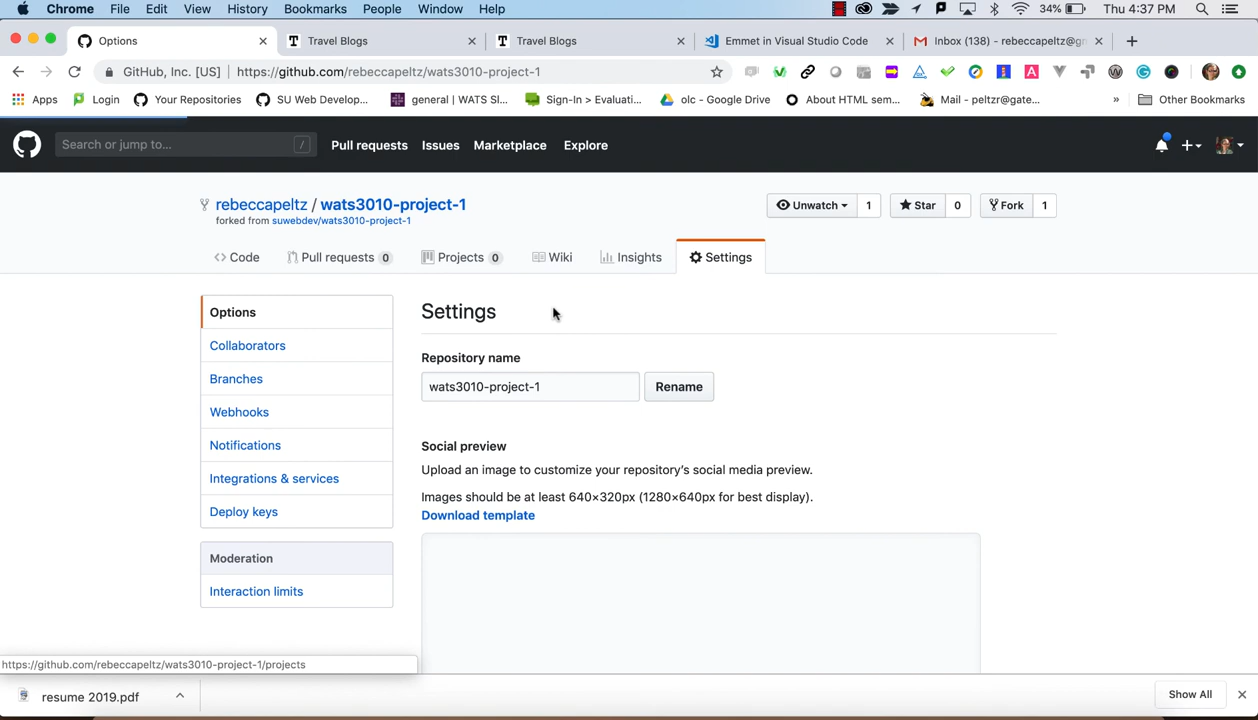 Chrome File Edit View History Bookmarks People Window Help 34% Thu 4:37 PM
Options Travel Blogs Travel Blogs Emmet in Visual Studio Code Inbox (138) - rebeccapeltz@gm
GitHub, Inc. [US] https://github.com/rebeccapeltz/wats3010-project-1
Apps Login Your Repositories SU Web Develop... general | WATS Sl... Sign-In > Evaluati... olc - Google Drive About HTML sem... Mail - peltzr@gate... » Other Bookmarks
Search or jump to... / Pull requests Issues Marketplace Explore
rebeccapeltz / wats3010-project-1 Unwatch 1 Star 0 Fork 1
forked from suwebdev/wats3010-project-1
Code Pull requests 0 Projects 0 Wiki Insights Settings
Options
Collaborators
Branches
Webhooks
Notifications
Integrations & services
Deploy keys
Moderation
Interaction limits
Settings
Repository name
wats3010-project-1 Rename
Social preview
Upload an image to customize your repository's social media preview.
Images should be at least 640×320px (1280×640px for best display).
Download template
https://github.com/rebeccapeltz/wats3010-project-1/projects
resume 2019.pdf Show All